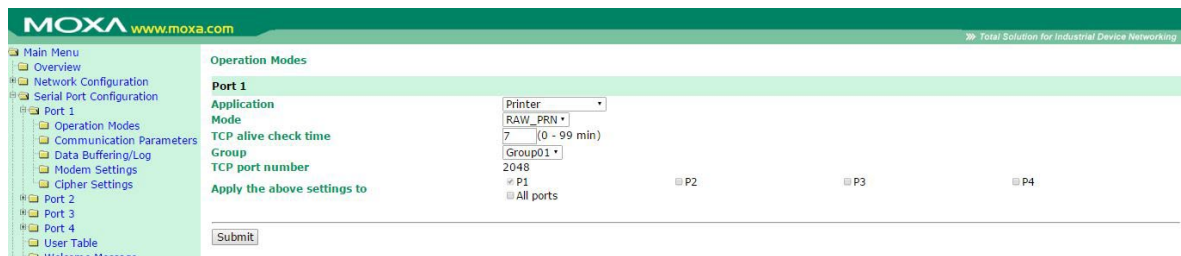 MOXA www.moxa.com
Total Solution for Industrial Device Networking
Main Menu
Overview
Network Configuration
Serial Port Configuration
Port 1
Operation Modes
Communication Parameters
Data Buffering/Log
Modem Settings
Cipher Settings
Port 2
Port 3
Port 4
User Table
Welcome Message
Operation Modes
Port 1
Application Printer
Mode RAW_PRN
TCP alive check time 7 (0 - 99 min)
Group Group01
TCP port number 2048
Apply the above settings to P1 P2 P3 P4
All ports
Submit